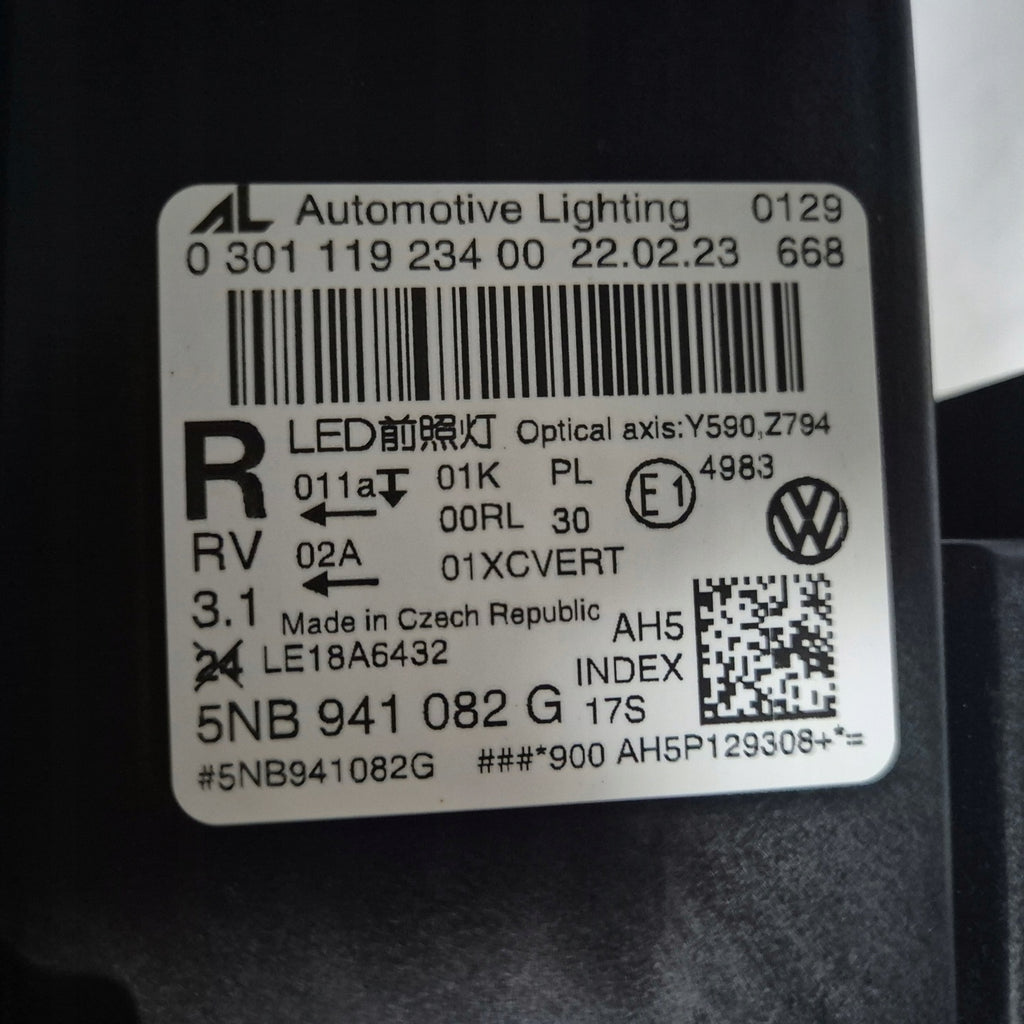 AL Automotive Lighting 0129
0 301 119 234 00 22.02.23 668
R LED前照灯 Optical axis:Y590,Z794
011a 01K PL E1 4983
00RL 30
RV 02A 01XCVERT
3.1 Made in Czech Republic AH5
24 LE18A6432 INDEX
5NB 941 082 G 17S
#5NB941082G ###*900 AH5P129308+*=